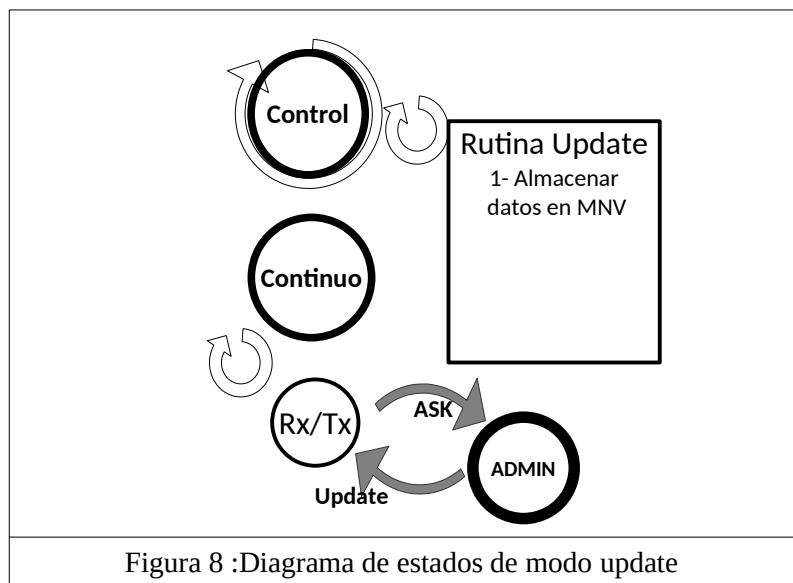 Control
Rutina Update
1- Almacenar
datos en MNV
Continuo
Rx/Tx
ASK
ADMIN
Update
Figura 8 :Diagrama de estados de modo update